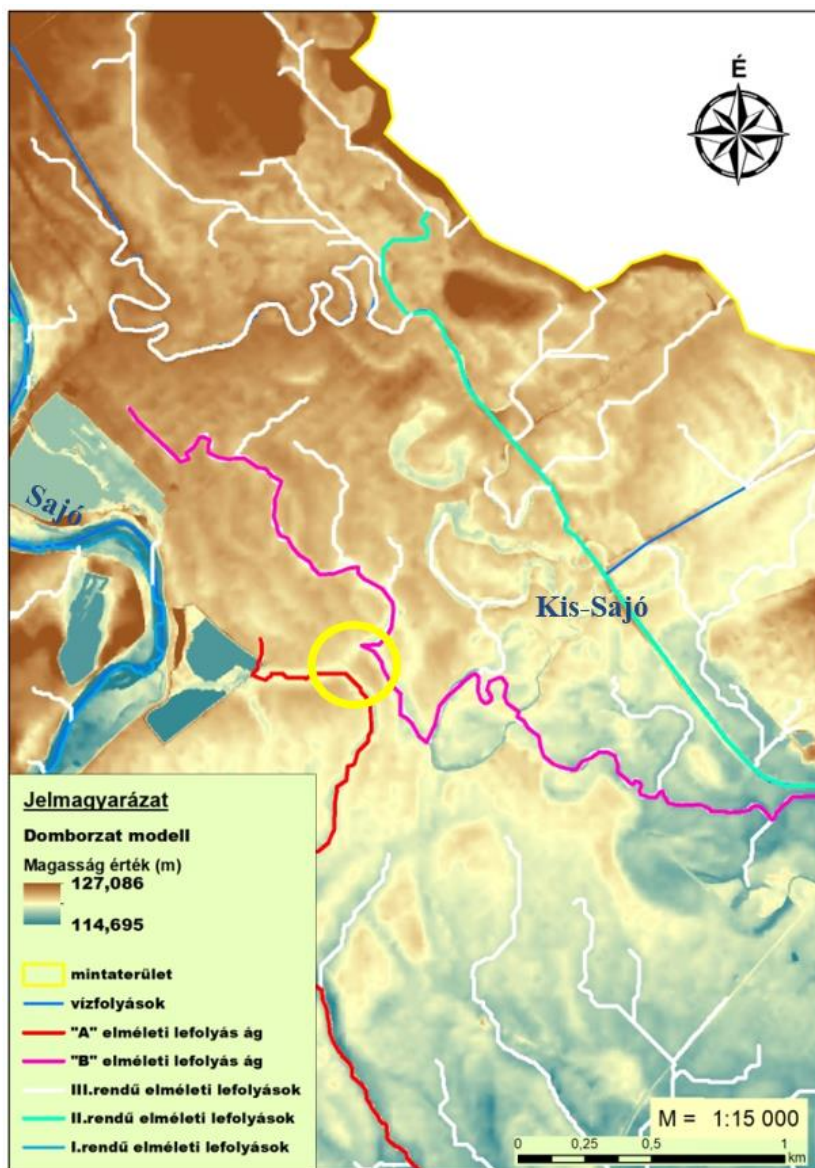 É
Sajó
Kis-Sajó
Jelmagyarázat
Domborzat modell
Magasság érték (m)
127,086
114,695
mintaterület
vízfolyások
"A" elméleti lefolyás ág
"B" elméleti lefolyás ág
III.rendű elméleti lefolyások
II.rendű elméleti lefolyások
I.rendű elméleti lefolyások
M = 1:15 000
0 0,25 0,5 1
km